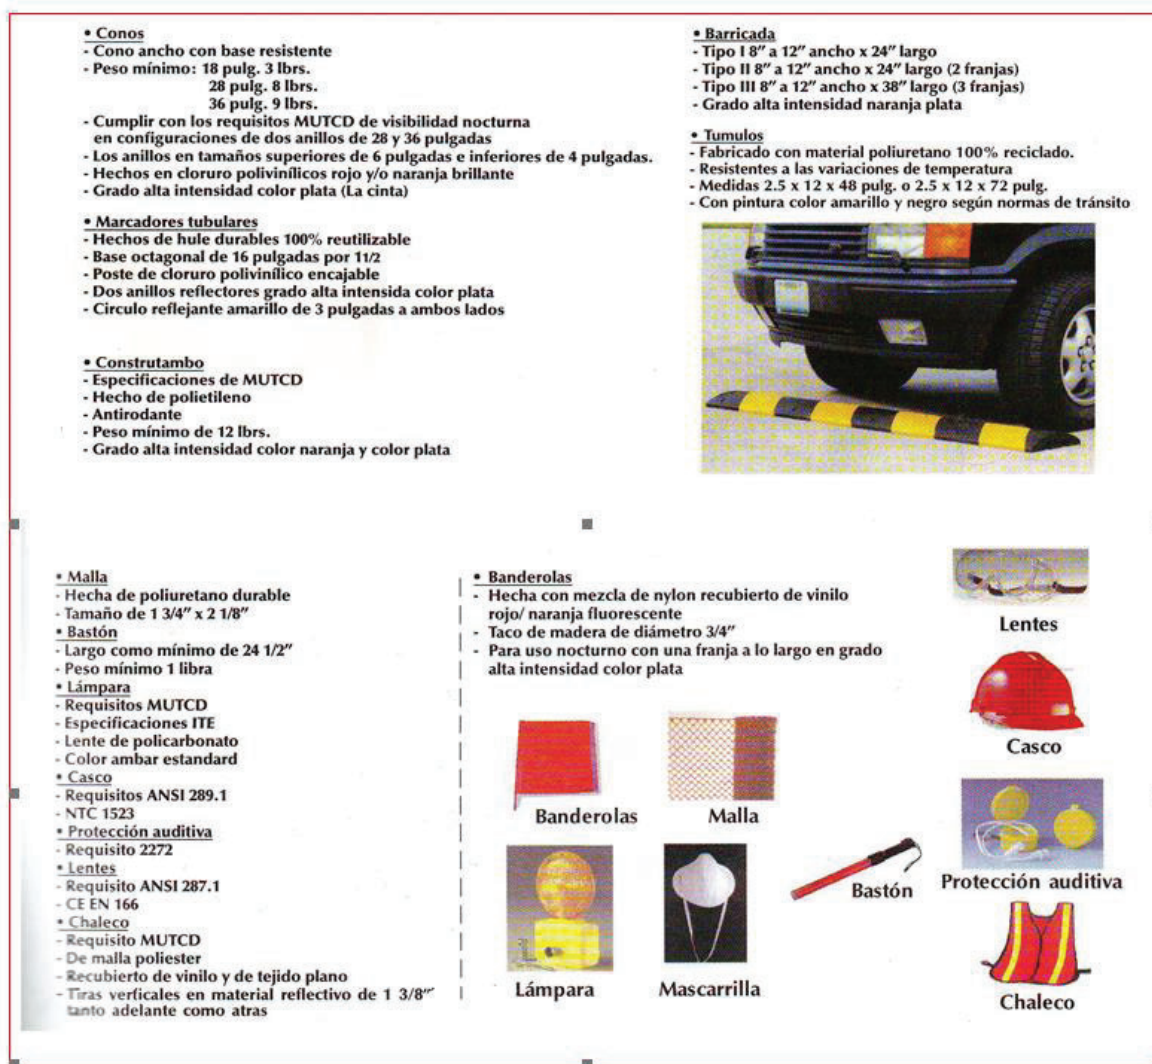 • Conos
- Cono ancho con base resistente
- Peso mínimo: 18 pulg. 3 lbrs.
28 pulg. 8 lbrs.
36 pulg. 9 lbrs.
- Cumplir con los requisitos MUTCD de visibilidad nocturna
en configuraciones de dos anillos de 28 y 36 pulgadas
- Los anillos en tamaños superiores de 6 pulgadas e inferiores de 4 pulgadas.
- Hechos en cloruro polivinílicos rojo y/o naranja brillante
- Grado alta intensidad color plata (La cinta)
• Marcadores tubulares
- Hechos de hule durables 100% reutilizable
- Base octagonal de 16 pulgadas por 11/2
- Poste de cloruro polivinílico encajable
- Dos anillos reflectores grado alta intensida color plata
- Circulo reflejante amarillo de 3 pulgadas a ambos lados
• Construtambo
- Especificaciones de MUTCD
- Hecho de polietileno
- Antirodante
- Peso mínimo de 12 lbrs.
- Grado alta intensidad color naranja y color plata
• Barricada
- Tipo I 8" a 12" ancho x 24" largo
- Tipo II 8" a 12" ancho x 24" largo (2 franjas)
- Tipo III 8" a 12" ancho x 38" largo (3 franjas)
- Grado alta intensidad naranja plata
• Tumulos
- Fabricado con material poliuretano 100% reciclado.
- Resistentes a las variaciones de temperatura
- Medidas 2.5 x 12 x 48 pulg. o 2.5 x 12 x 72 pulg.
- Con pintura color amarillo y negro según normas de tránsito
• Malla
- Hecha de poliuretano durable
- Tamaño de 1 3/4" x 2 1/8"
• Bastón
- Largo como mínimo de 24 1/2"
- Peso mínimo 1 libra
• Lámpara
- Requisitos MUTCD
- Especificaciones ITE
- Lente de policarbonato
- Color ambar estandard
• Casco
- Requisitos ANSI 289.1
- NTC 1523
• Protección auditiva
- Requisito 2272
• Lentes
- Requisito ANSI 287.1
- CE EN 166
• Chaleco
- Requisito MUTCD
- De malla poliester
- Recubierto de vinilo y de tejido plano
- Tiras verticales en material reflectivo de 1 3/8"
tanto adelante como atras
• Banderolas
- Hecha con mezcla de nylon recubierto de vinilo
rojo/ naranja fluorescente
- Taco de madera de diámetro 3/4"
- Para uso nocturno con una franja a lo largo en grado
alta intensidad color plata
Lentes
Casco
Banderolas
Malla
Bastón
Protección auditiva
Lámpara
Mascarrilla
Chaleco